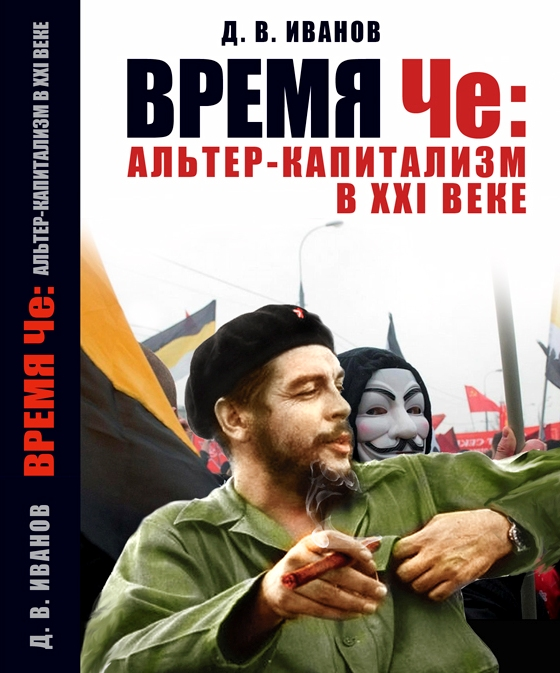 Д. В. ИВАНОВ
ВРЕМЯ Че:
АЛЬТЕР-КАПИТАЛИЗМ
В XXI ВЕКЕ
Д. В. ИВАНОВ ВРЕМЯ Че: АЛЬТЕР-КАПИТАЛИЗМ В XXI ВЕКЕ